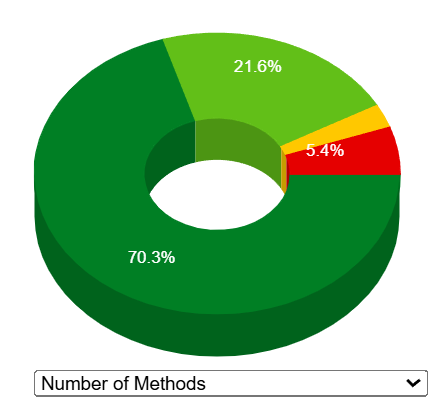 21.6%
5.4%
70.3%
Number of Methods